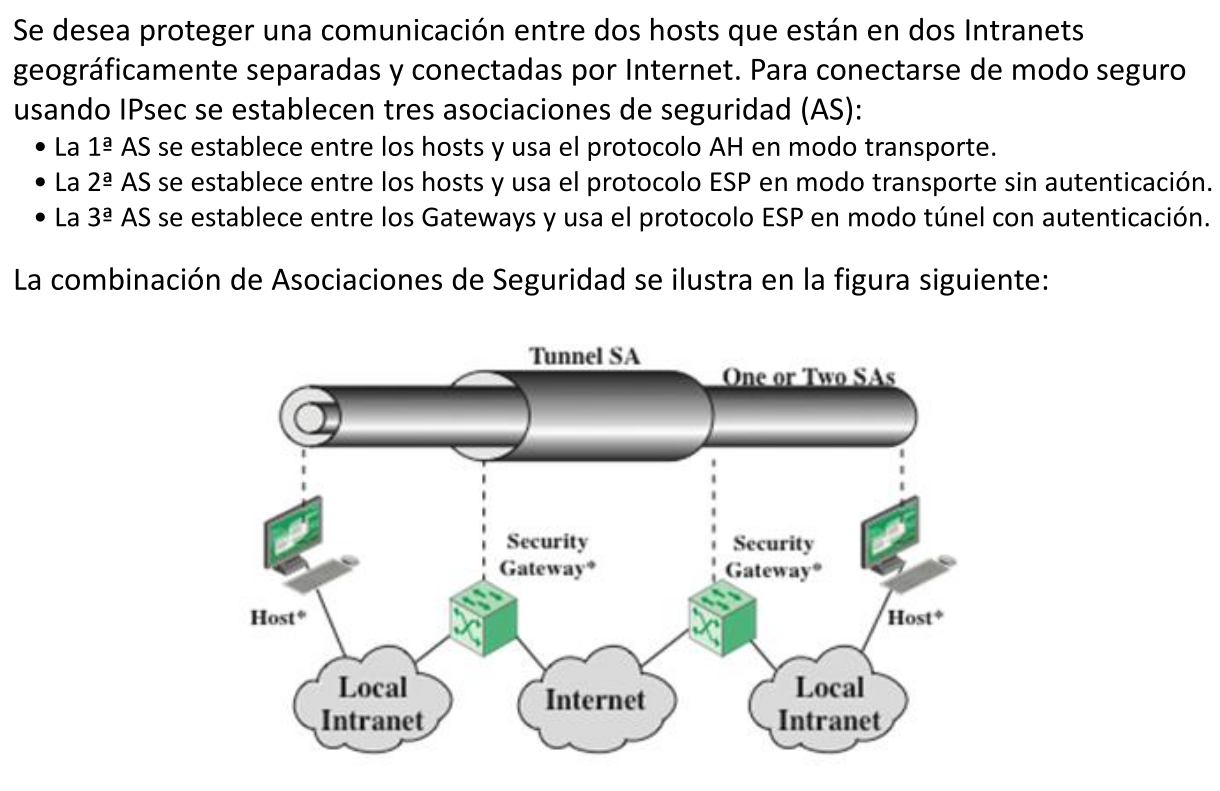 Se desea proteger una comunicación entre dos hosts que están en dos Intranets
geográficamente separadas y conectadas por Internet. Para conectarse de modo seguro
usando IPsec se establecen tres asociaciones de seguridad (AS):
• La 1ª AS se establece entre los hosts y usa el protocolo AH en modo transporte.
• La 2ª AS se establece entre los hosts y usa el protocolo ESP en modo transporte sin autenticación.
• La 3ª AS se establece entre los Gateways y usa el protocolo ESP en modo túnel con autenticación.
La combinación de Asociaciones de Seguridad se ilustra en la figura siguiente:
Tunnel SA
One or Two SAs
Security
Gateway*
Security
Gateway*
Host*
Host*
Local
Intranet
Internet
Local
Intranet